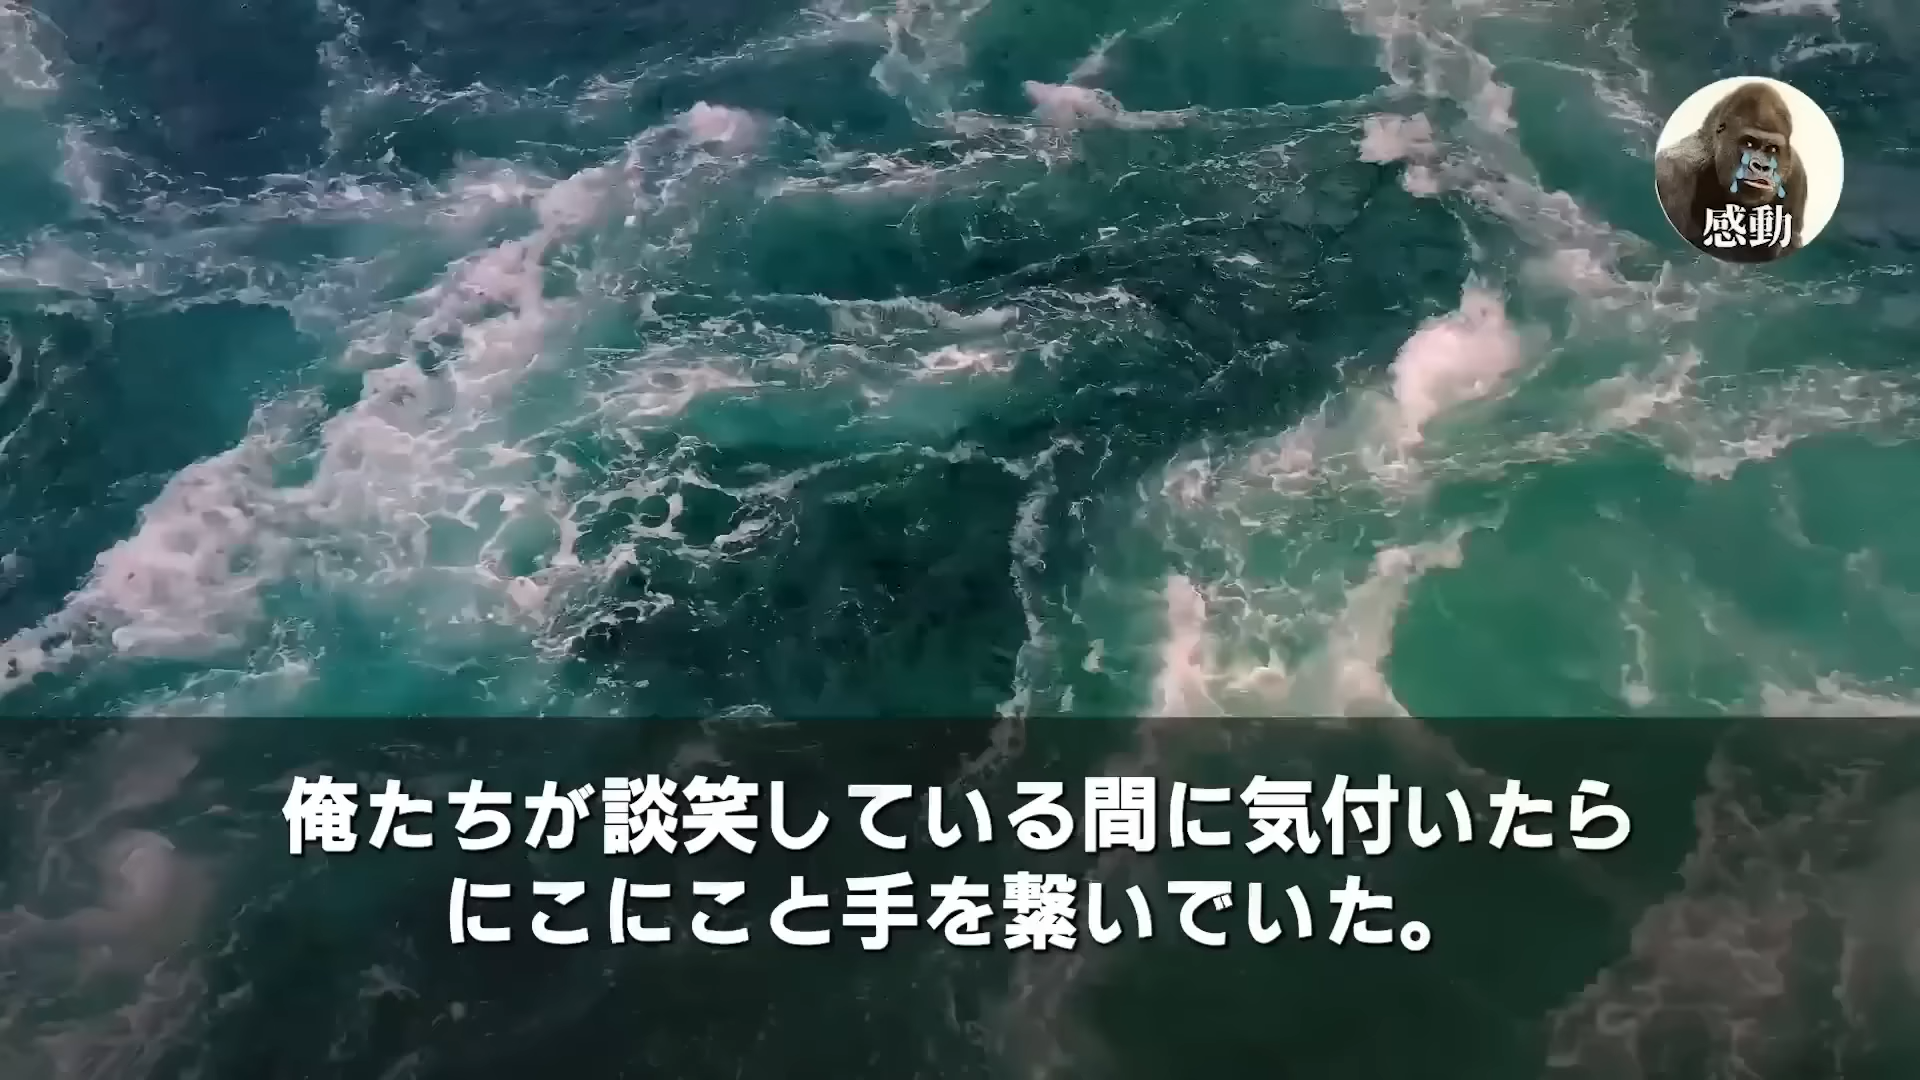 感動
俺たちが談笑している間に気付いたら
にこにこと手を繋いでいた。